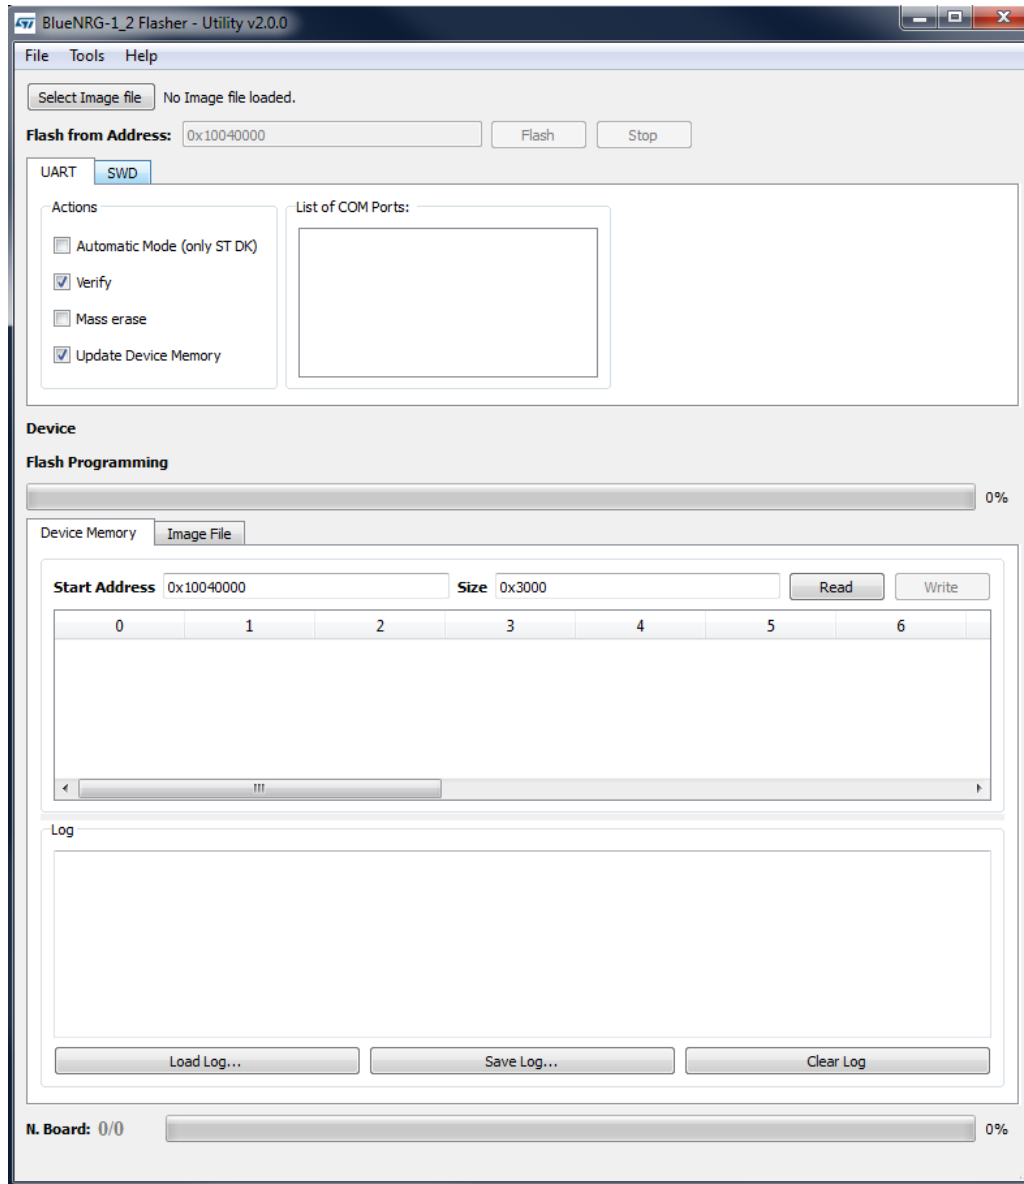 BlueNRG-1_2 Flasher - Utility v2.0.0
File Tools Help
Select Image file No Image file loaded.
Flash from Address: 0x10040000 Flash Stop
UART SWD
Actions List of COM Ports:
Automatic Mode (only ST DK)
Verify
Mass erase
Update Device Memory
Device
Flash Programming
0%
Device Memory Image File
Start Address 0x10040000 Size 0x3000 Read Write
0 1 2 3 4 5 6
Log
Load Log... Save Log... Clear Log
N. Board: 0/0 0%